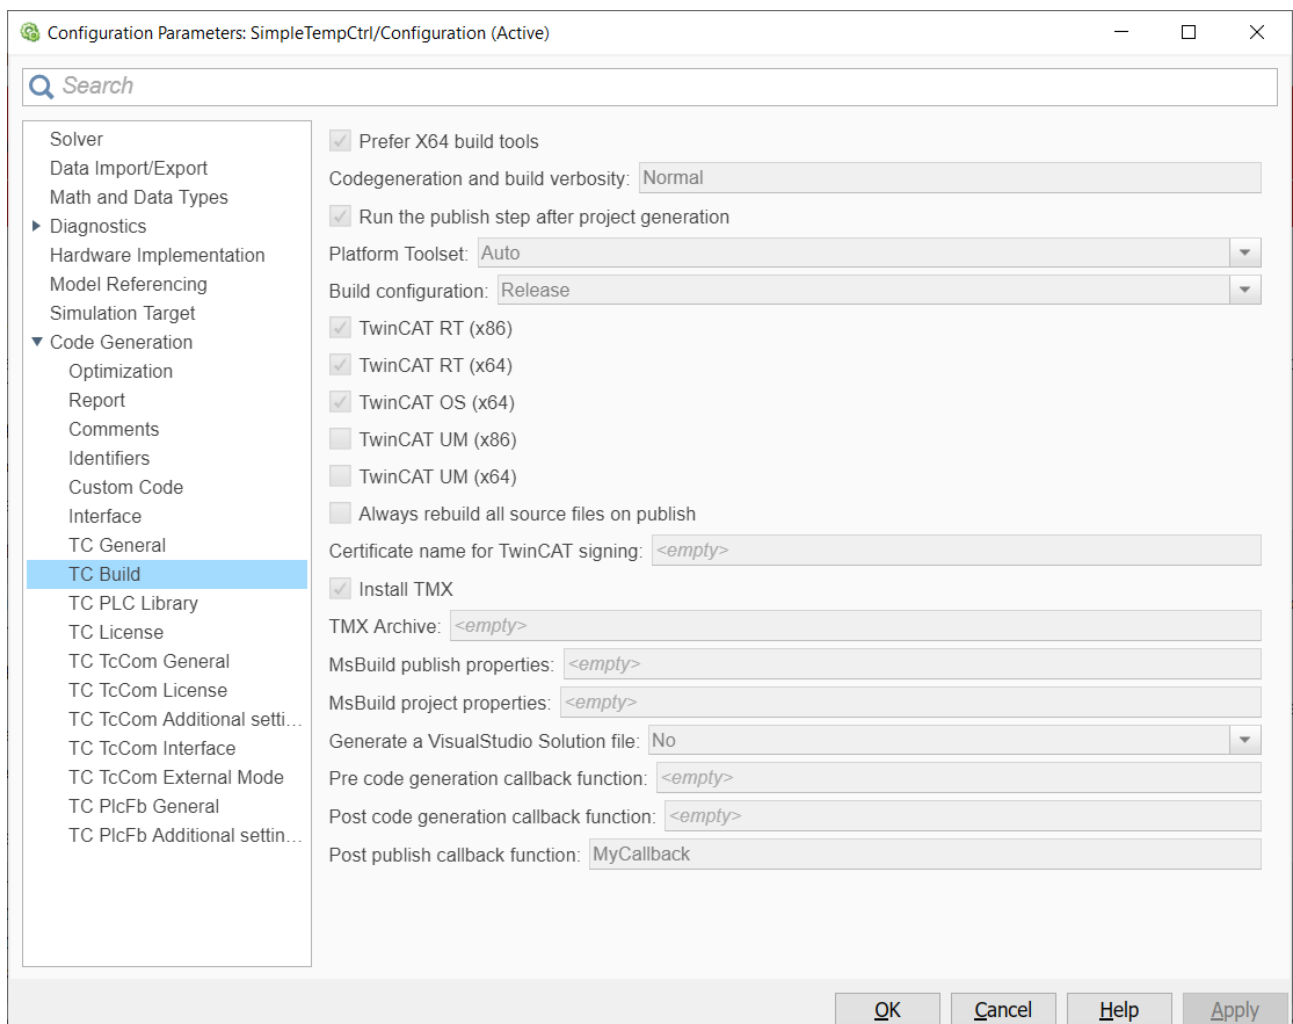 Configuration Parameters: SimpleTempCtrl/Configuration (Active)
Search
Solver
Data Import/Export
Math and Data Types
Diagnostics
Hardware Implementation
Model Referencing
Simulation Target
Code Generation
Optimization
Report
Comments
Identifiers
Custom Code
Interface
TC General
TC Build
TC PLC Library
TC License
TC TcCom General
TC TcCom License
TC TcCom Additional setti...
TC TcCom Interface
TC TcCom External Mode
TC PlcFb General
TC PlcFb Additional settin...
Prefer X64 build tools
Codegeneration and build verbosity: Normal
Run the publish step after project generation
Platform Toolset: Auto
Build configuration: Release
TwinCAT RT (x86)
TwinCAT RT (x64)
TwinCAT OS (x64)
TwinCAT UM (x86)
TwinCAT UM (x64)
Always rebuild all source files on publish
Certificate name for TwinCAT signing: <empty>
Install TMX
TMX Archive: <empty>
MsBuild publish properties: <empty>
MsBuild project properties: <empty>
Generate a VisualStudio Solution file: No
Pre code generation callback function: <empty>
Post code generation callback function: <empty>
Post publish callback function: MyCallback
OK Cancel Help Apply